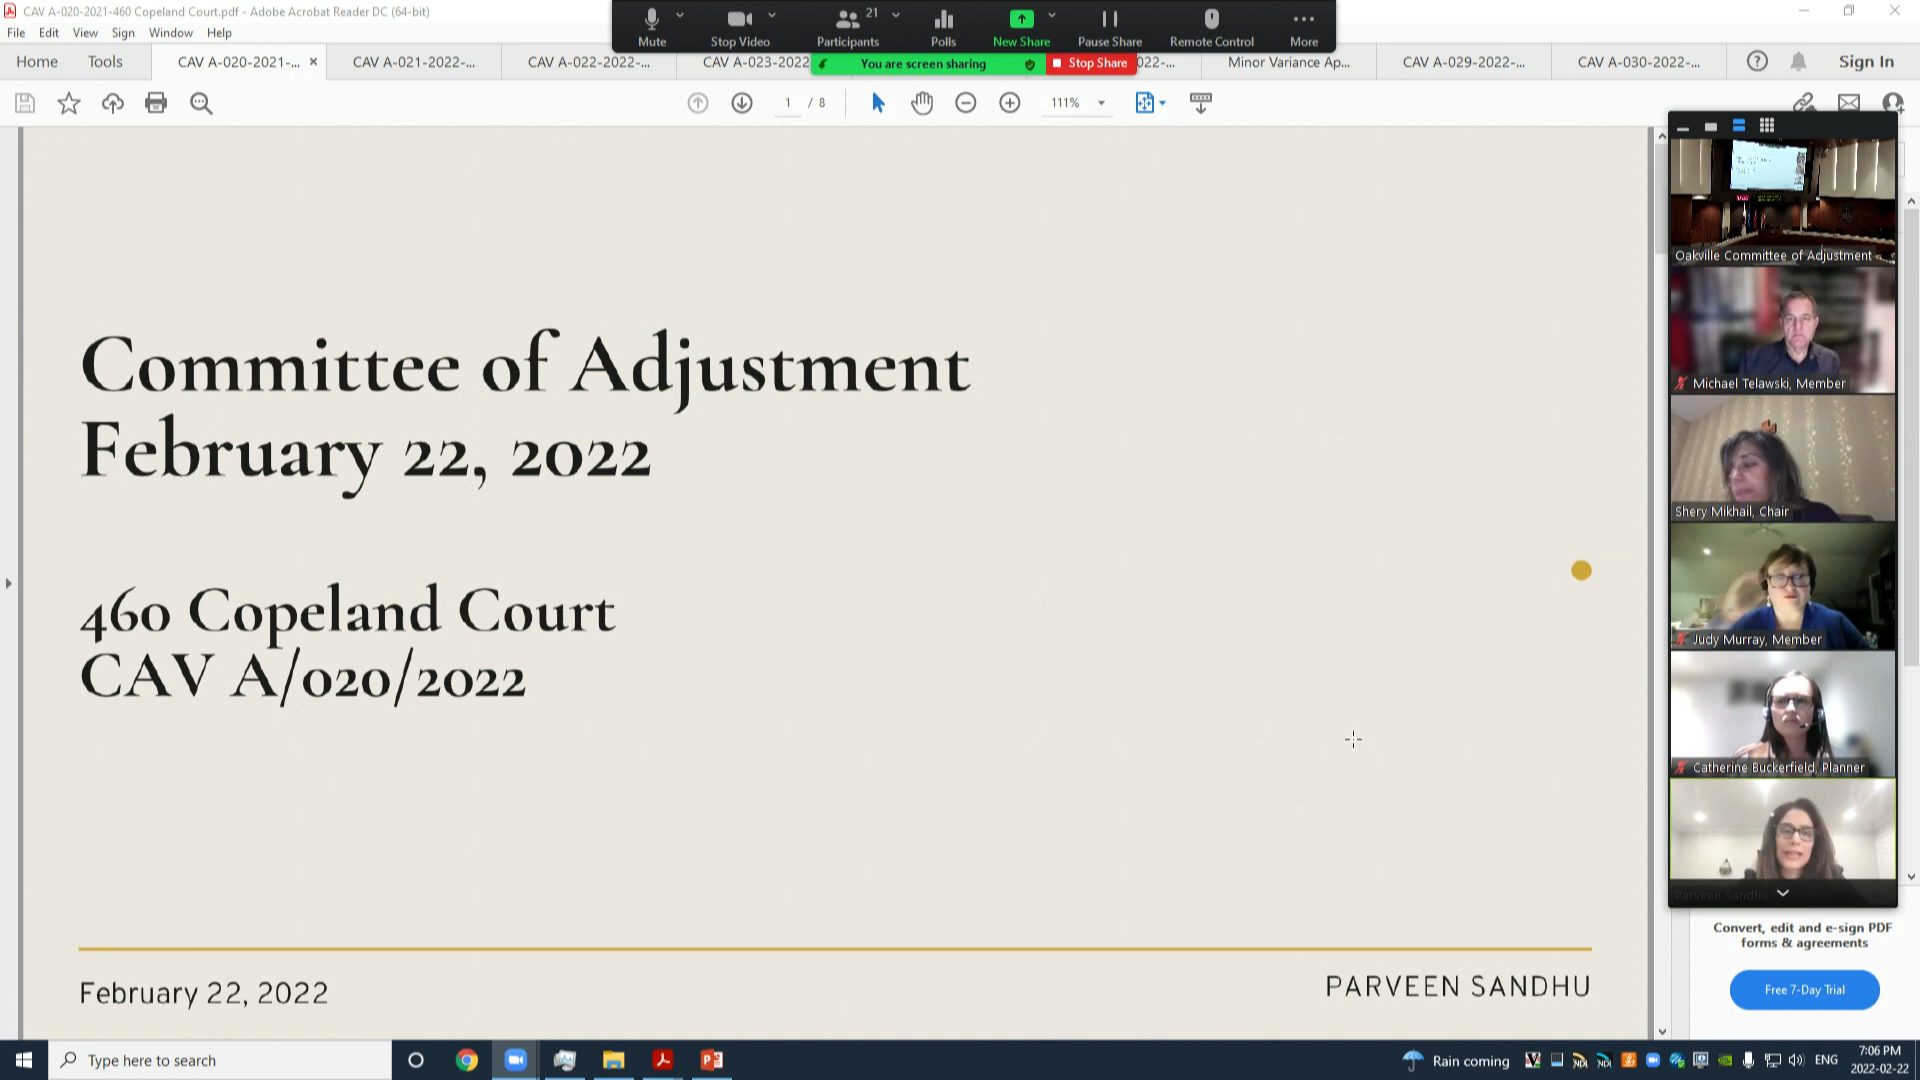 CAV A-020-2021-460 Copeland Court.pdf - Adobe Acrobat Reader DC (64-bit)
File Edit View Sign Window Help
Mute
Stop Video
21
Participants
Polls
New Share
Pause Share
Remote Control
More
You are screen sharing
Stop Share
Home Tools
CAV A-020-2021-...
CAV A-021-2022-...
CAV A-022-2022-...
CAV A-023-2022
022-...
Minor Variance Ap...
CAV A-029-2022-...
CAV A-030-2022-...
Sign In
1 / 8
111%
Committee of Adjustment
February 22, 2022
460 Copeland Court
CAV A/020/2022
February 22, 2022
PARVEEN SANDHU
Oakville Committee of Adjustment
Michael Telawski, Member
Shery Mikhail, Chair
Judy Murray, Member
Catherine Buckerfield, Planner
Parveen Sandhu
Convert, edit and e-sign PDF
forms & agreements
Free 7-Day Trial
Type here to search
Rain coming
ENG
7:06 PM
2022-02-22